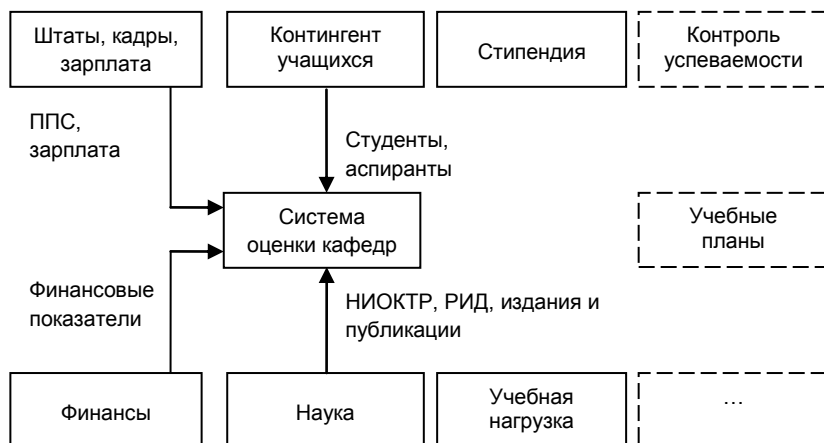 Штаты, кадры,
зарплата
Контингент
учащихся
Стипендия
Контроль
успеваемости
ППС,
зарплата
Студенты,
аспиранты
Система
оценки кафедр
Учебные
планы
Финансовые
показатели
НИОКТР, РИД, издания и
публикации
Финансы
Наука
Учебная
нагрузка
…